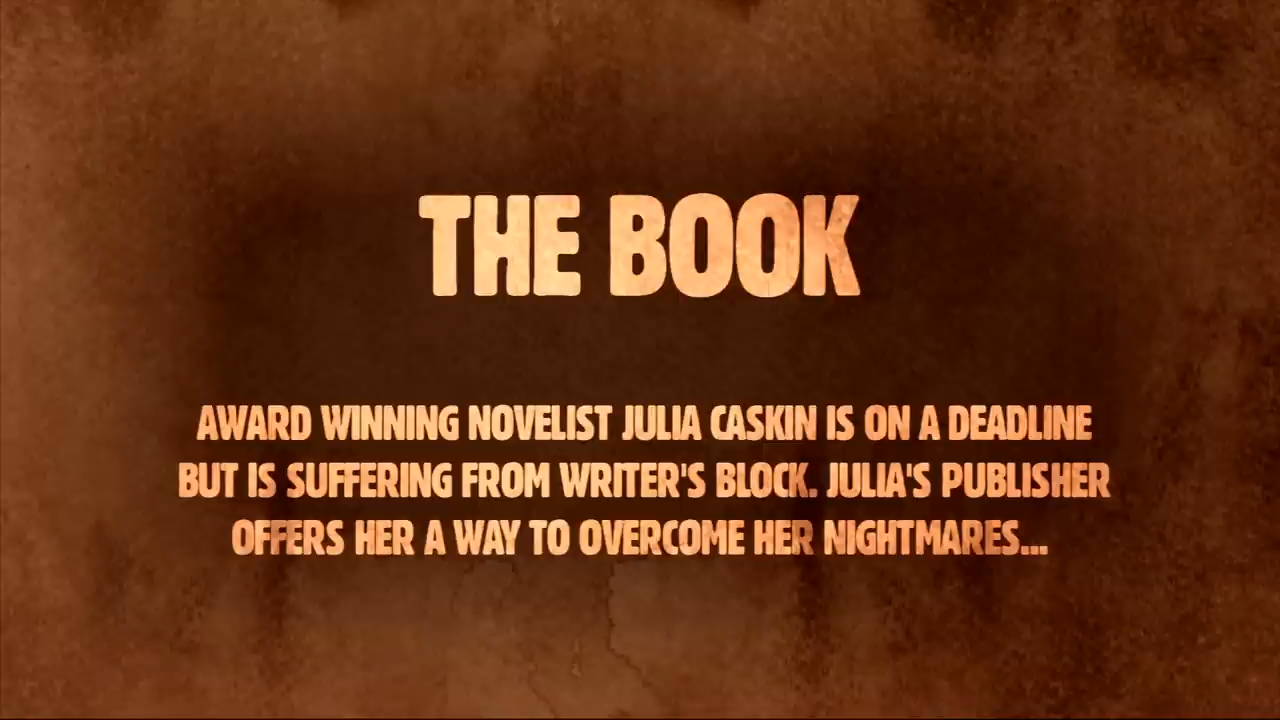 THE BOOK
AWARD WINNING NOVELIST JULIA CASKIN IS ON A DEADLINE
BUT IS SUFFERING FROM WRITER'S BLOCK. JULIA'S PUBLISHER
OFFERS HER A WAY TO OVERCOME HER NIGHTMARES...